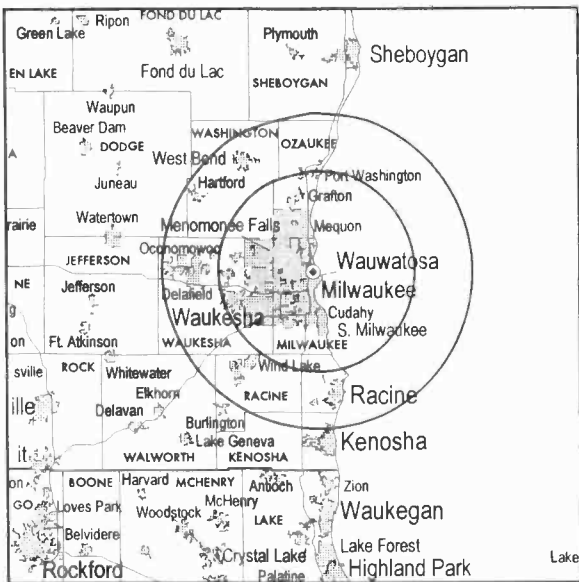 FOND DU LAC
Ripon
Green Lake
Plymouth
Sheboygan
EN LAKE
Fond du Lac
SHEBOYGAN
Waupun
Beaver Dam
WASHINGTON
OZAUKEE
DODGE
A
West Bend
Juneau
Hartford
Port Washington
Grafton
Watertown
rairie
Menomonee Falls
Mequon
Oconomowoc
JEFFERSON
Wauwatosa
NE
Jefferson
Delafield
Milwaukee
g
Waukesha
Cudahy
S. Milwaukee
on
Ft. Atkinson
WAUKESHA
MILWAUKEE
sville
ROCK
Whitewater
Wind Lake
Elkhorn
RACINE
Racine
ille
Delavan
Burlington
Lake Geneva
Kenosha
it
WALWORTH
KENOSHA
on
BOONE
Harvard
MCHENRY
Antioch
Zion
GO
Loves Park
McHenry
Waukegan
Woodstock
LAKE
Belvidere
Lake Forest
Lake
Crystal Lake
Highland Park
Rockford
Palatine